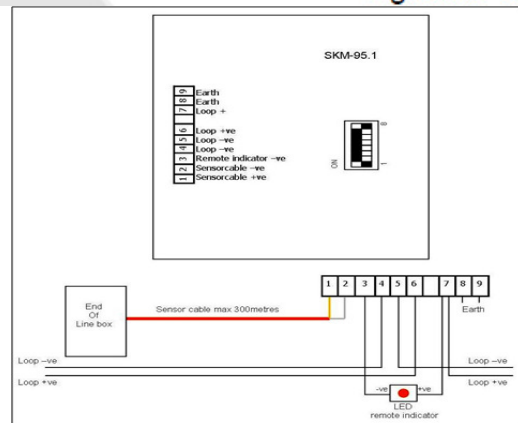 SKM-95.1
9 Earth
8 Earth
7 Loop +
6 Loop +ve
5 Loop -ve
4 Loop -ve
3 Remote indicator -ve
2 Sensorcable -ve
1 Sensorcable +ve
8
ON
1
1 2 3 4 5 6 7 8 9
Earth
End
Of
Line box
Sensor cable max 300metres
Loop -ve
Loop +ve
Loop -ve
Loop +ve
-ve
+ve
LED
remote indicator